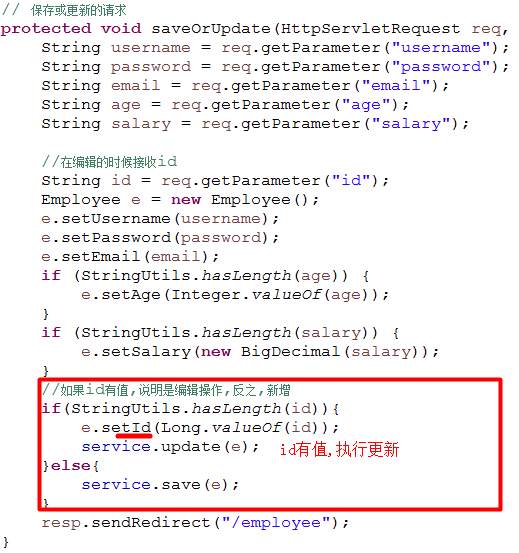 // 保存或更新的请求
protected void saveOrUpdate(HttpServletRequest req,
    String username = req.getParameter("username");
    String password = req.getParameter("password");
    String email = req.getParameter("email");
    String age = req.getParameter("age");
    String salary = req.getParameter("salary");
    //在编辑的时候接收id
    String id = req.getParameter("id");
    Employee e = new Employee();
    e.setUsername(username);
    e.setPassword(password);
    e.setEmail(email);
    if (StringUtils.hasLength(age)) {
        e.setAge(Integer.valueOf(age));
    }
    if (StringUtils.hasLength(salary)) {
        e.setSalary(new BigDecimal(salary));
    }
    //如果id有值,说明是编辑操作,反之,新增
    if(StringUtils.hasLength(id)){
        e.setId(Long.valueOf(id));
        service.update(e); id有值,执行更新
    }else{
        service.save(e);
    }
    resp.sendRedirect("/employee");
}